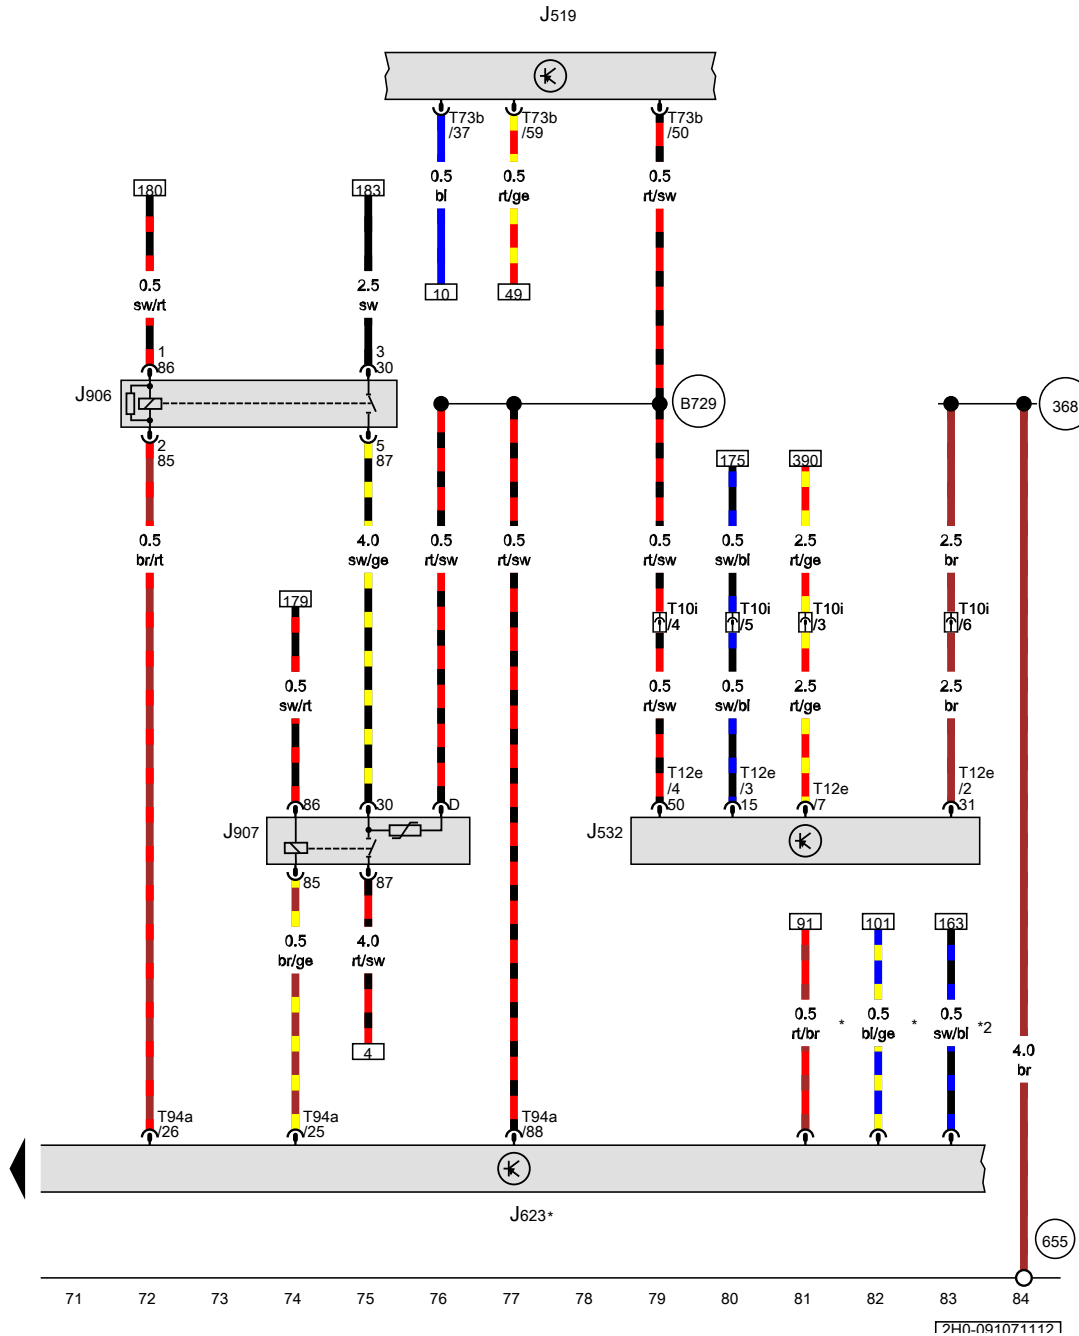 J519
T73b
/37
T73b
/59
T73b
/50
0.5
bl
0.5
rt/ge
0.5
rt/sw
180
183
0.5
sw/rt
2.5
sw
10
49
1
86
3
30
J906
B729
368
2
85
5
87
175
390
0.5
br/rt
4.0
sw/ge
0.5
rt/sw
0.5
rt/sw
0.5
rt/sw
0.5
sw/bl
2.5
rt/ge
2.5
br
179
T10i
/4
T10i
/5
T10i
/3
T10i
/6
0.5
sw/rt
0.5
rt/sw
0.5
sw/bl
2.5
rt/ge
2.5
br
T12e
/4
50
T12e
/3
15
T12e
/7
T12e
/2
31
86
30
D
J907
J532
85
87
91
101
163
0.5
br/ge
4.0
rt/sw
0.5
rt/br
*
0.5
bl/ge
*
0.5
sw/bl
*2
4
4.0
br
T94a
/26
T94a
/25
T94a
/88
J623*
655
71 72 73 74 75 76 77 78 79 80 81 82 83 84
2H0-091071112